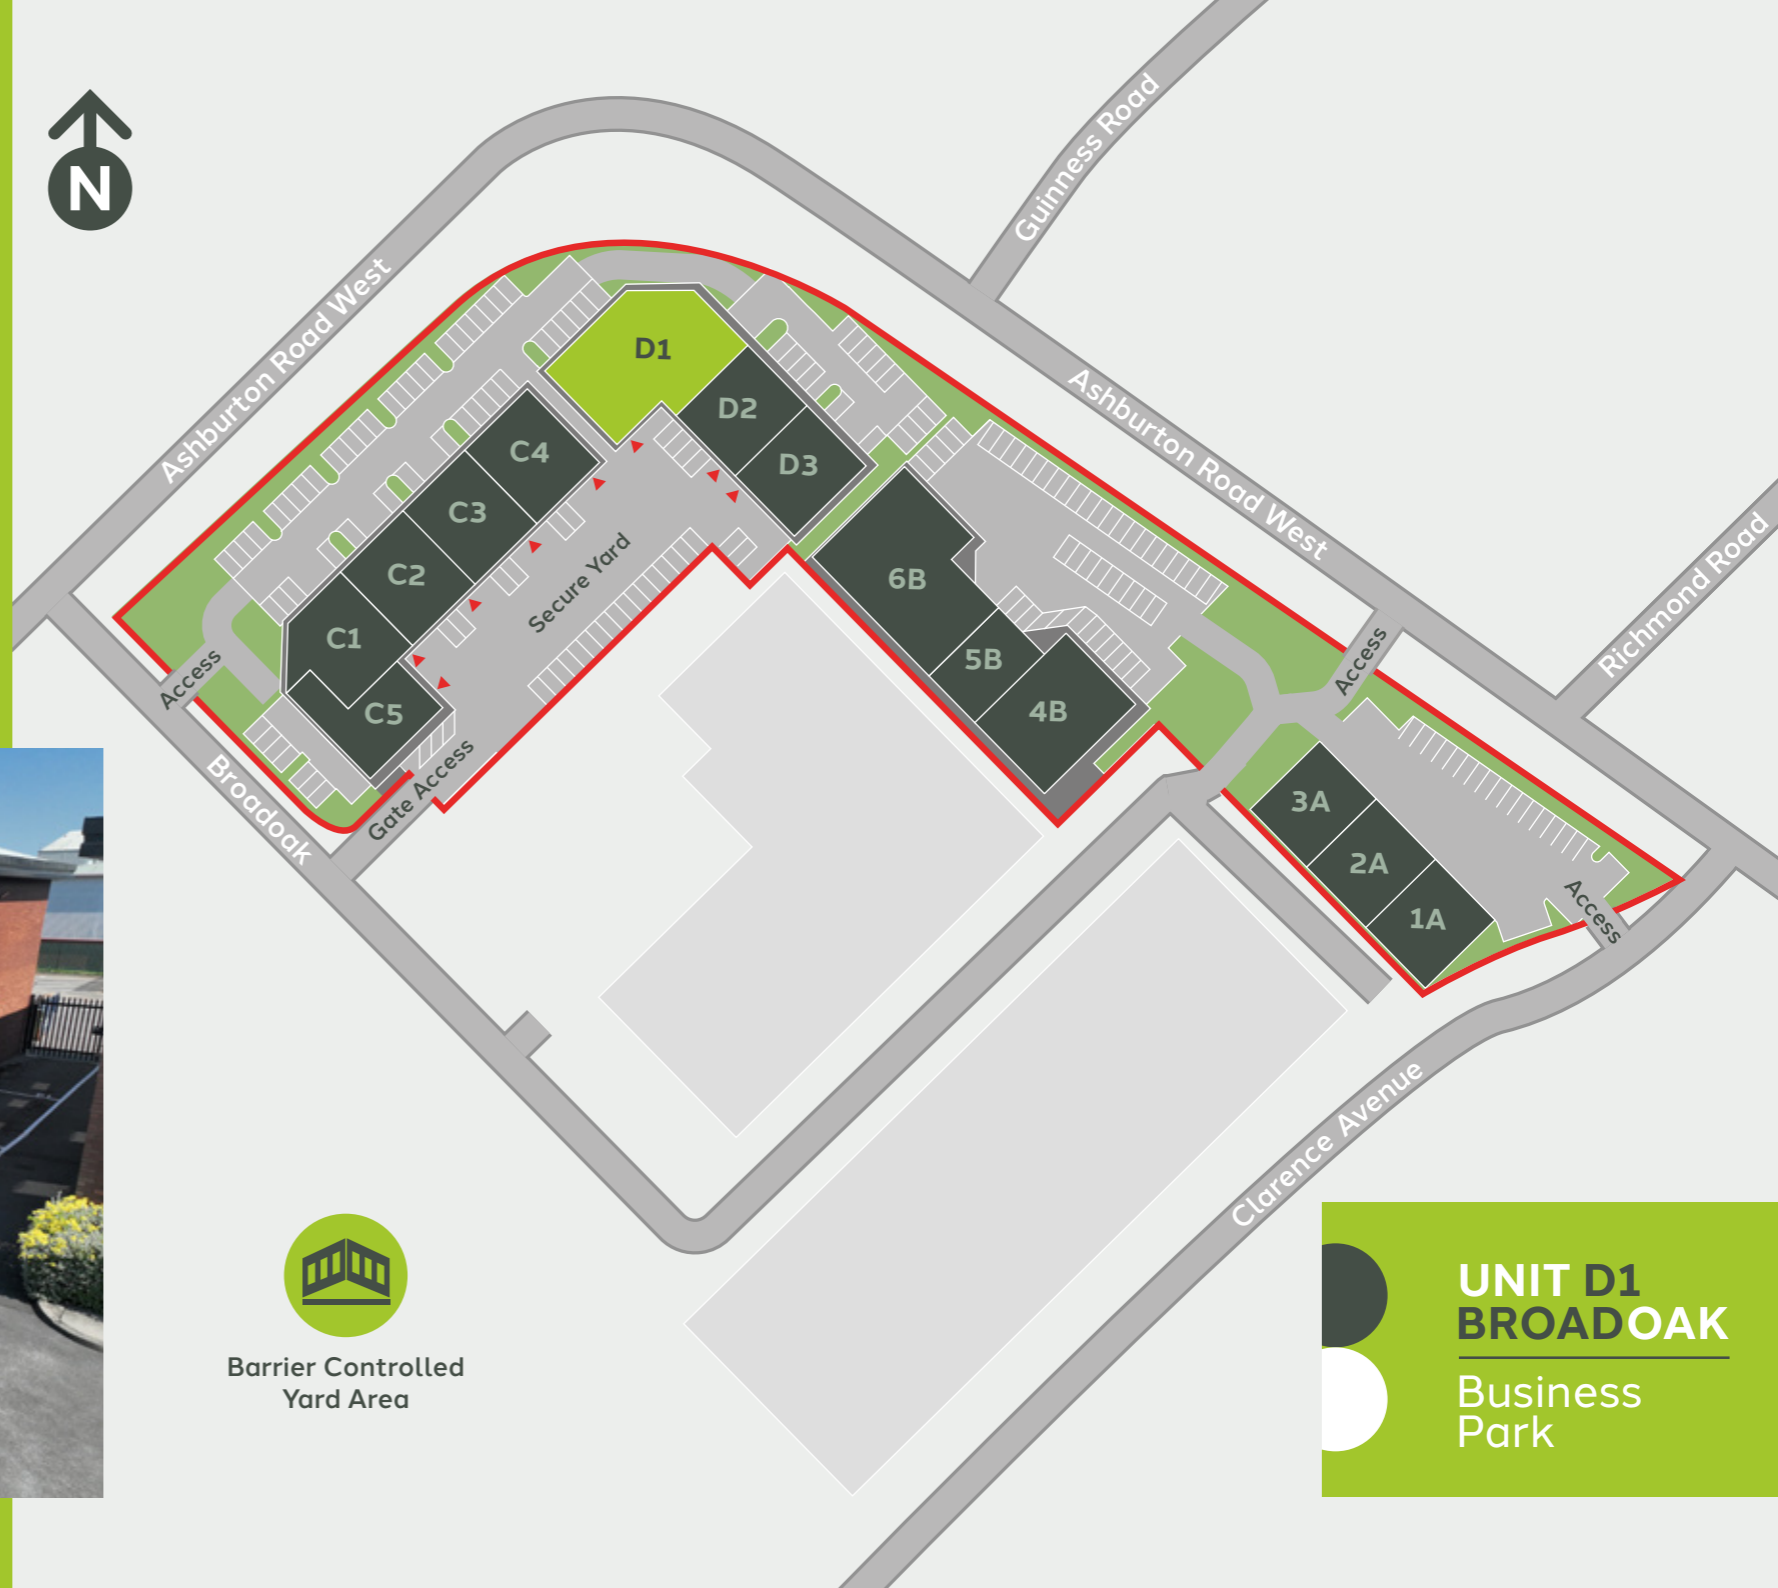 N
Guinness Road
Ashburton Road West
Ashburton Road West
Richmond Road
D1
D2
D3
C4
C3
C2
C1
C5
Secure Yard
6B
5B
4B
Access
Access
Gate Access
Broadoak
3A
2A
1A
Access
Clarence Avenue
Barrier Controlled
Yard Area
UNIT D1
BROADOAK
Business
Park